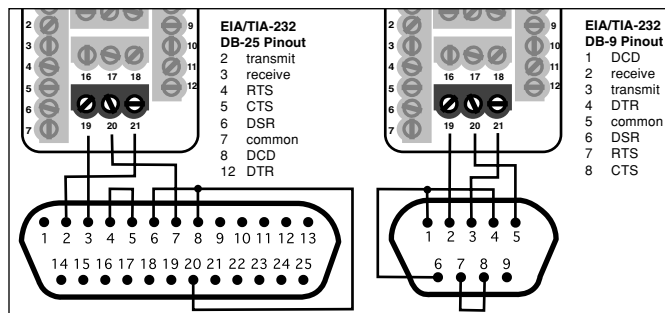 2
3
4
5
6
7
9
10
11
12
16 17 18
19 20 21
EIA/TIA-232
DB-25 Pinout
2 transmit
3 receive
4 RTS
5 CTS
6 DSR
7 common
8 DCD
12 DTR
1 2 3 4 5 6 7 8 9 10 11 12 13
14 15 16 17 18 19 20 21 22 23 24 25
2
3
4
5
6
7
9
10
11
12
16 17 18
19 20 21
EIA/TIA-232
DB-9 Pinout
1 DCD
2 receive
3 transmit
4 DTR
5 common
6 DSR
7 RTS
8 CTS
1 2 3 4 5
6 7 8 9